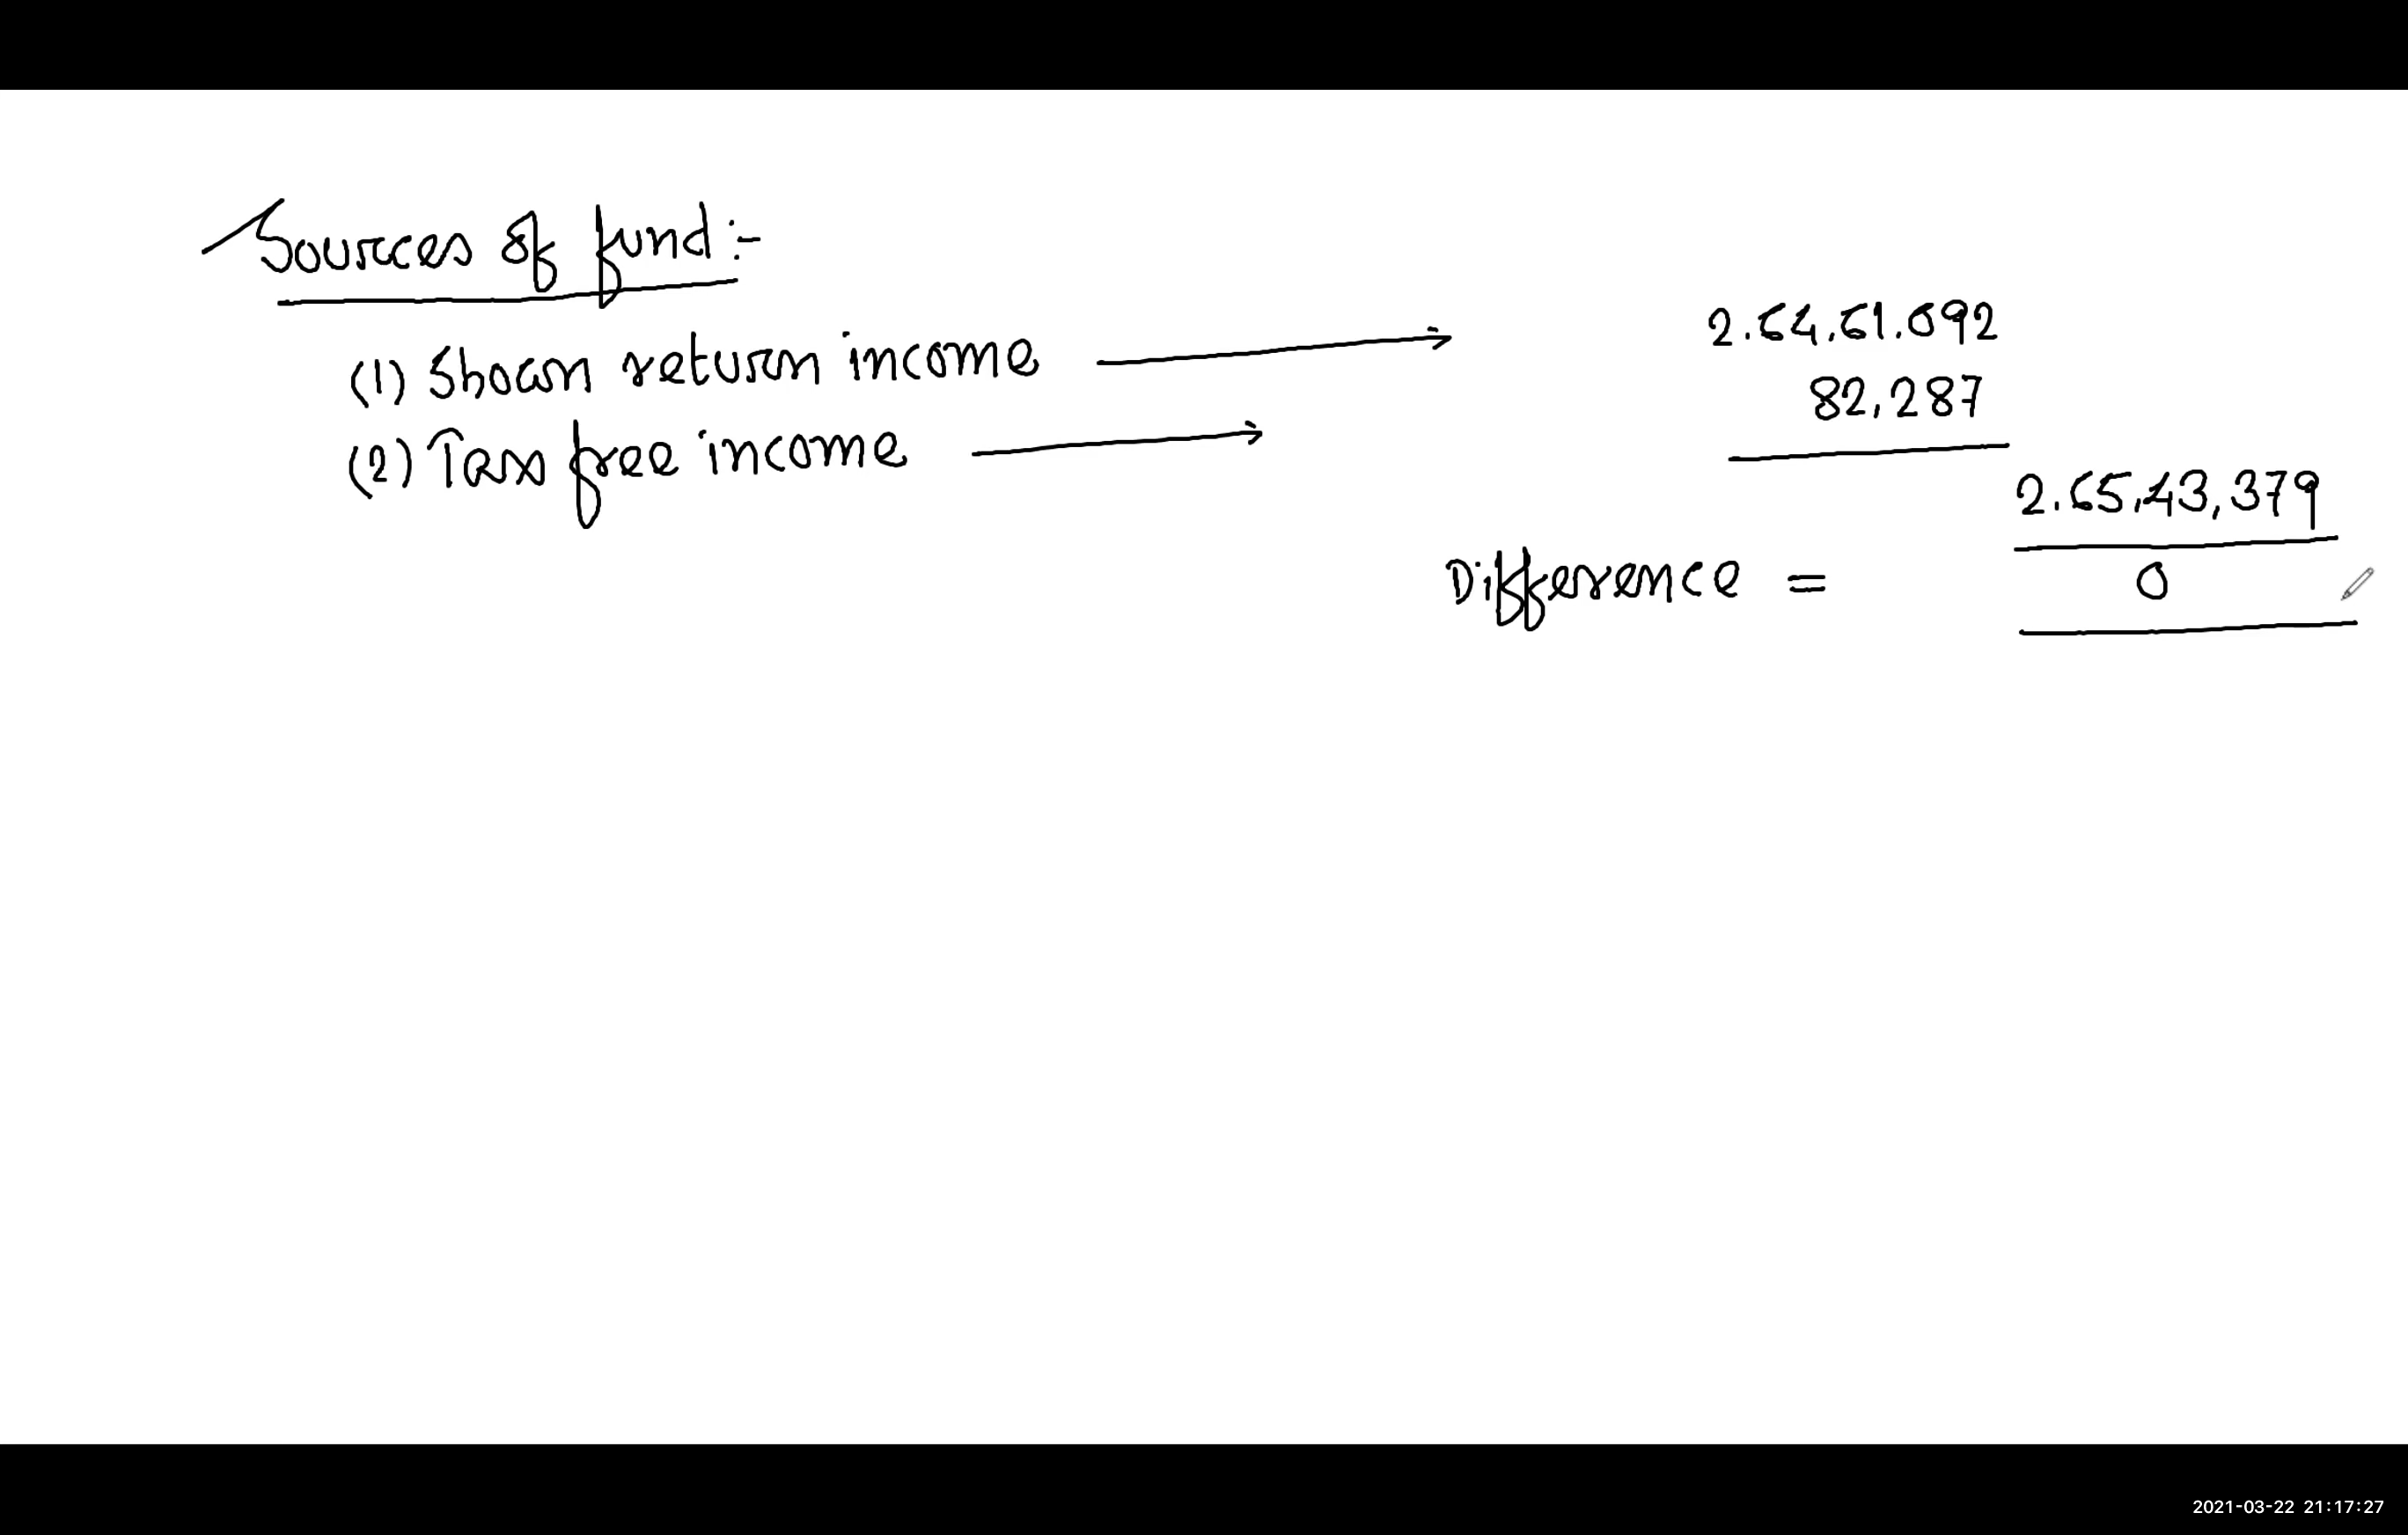 Sources of fund:-
(1) Shown return income → 2.64,61.092
(2) Tax free income → 82,287
2.65,43,379
Difference = 0
2021-03-22 21:17:27